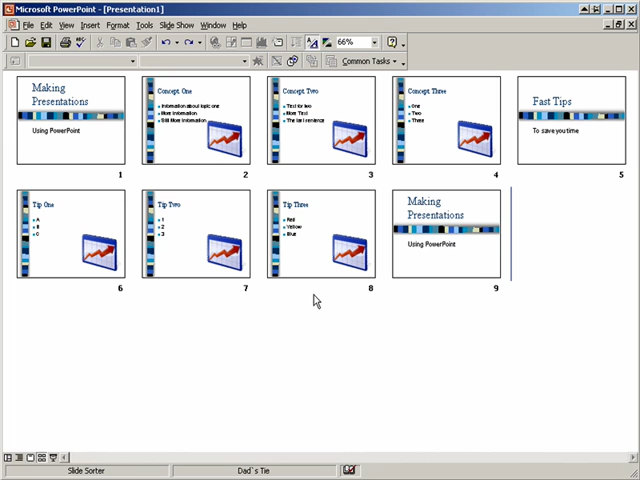 Microsoft PowerPoint - [Presentation1]
File Edit View Insert Format Tools Slide Show Window Help
66%
Common Tasks
Making
Presentations
Using PowerPoint
1
Concept One
Information about topic one
More Information
Still More Information
2
Concept Two
Text for two
More Text
The last sentence
3
Concept Three
One
Two
Three
4
Fast Tips
To save you time
5
Tip One
A
B
C
6
Tip Two
1
2
3
7
Tip Three
Red
Yellow
Blue
8
Making
Presentations
Using PowerPoint
9
Slide Sorter
Dad`s Tie